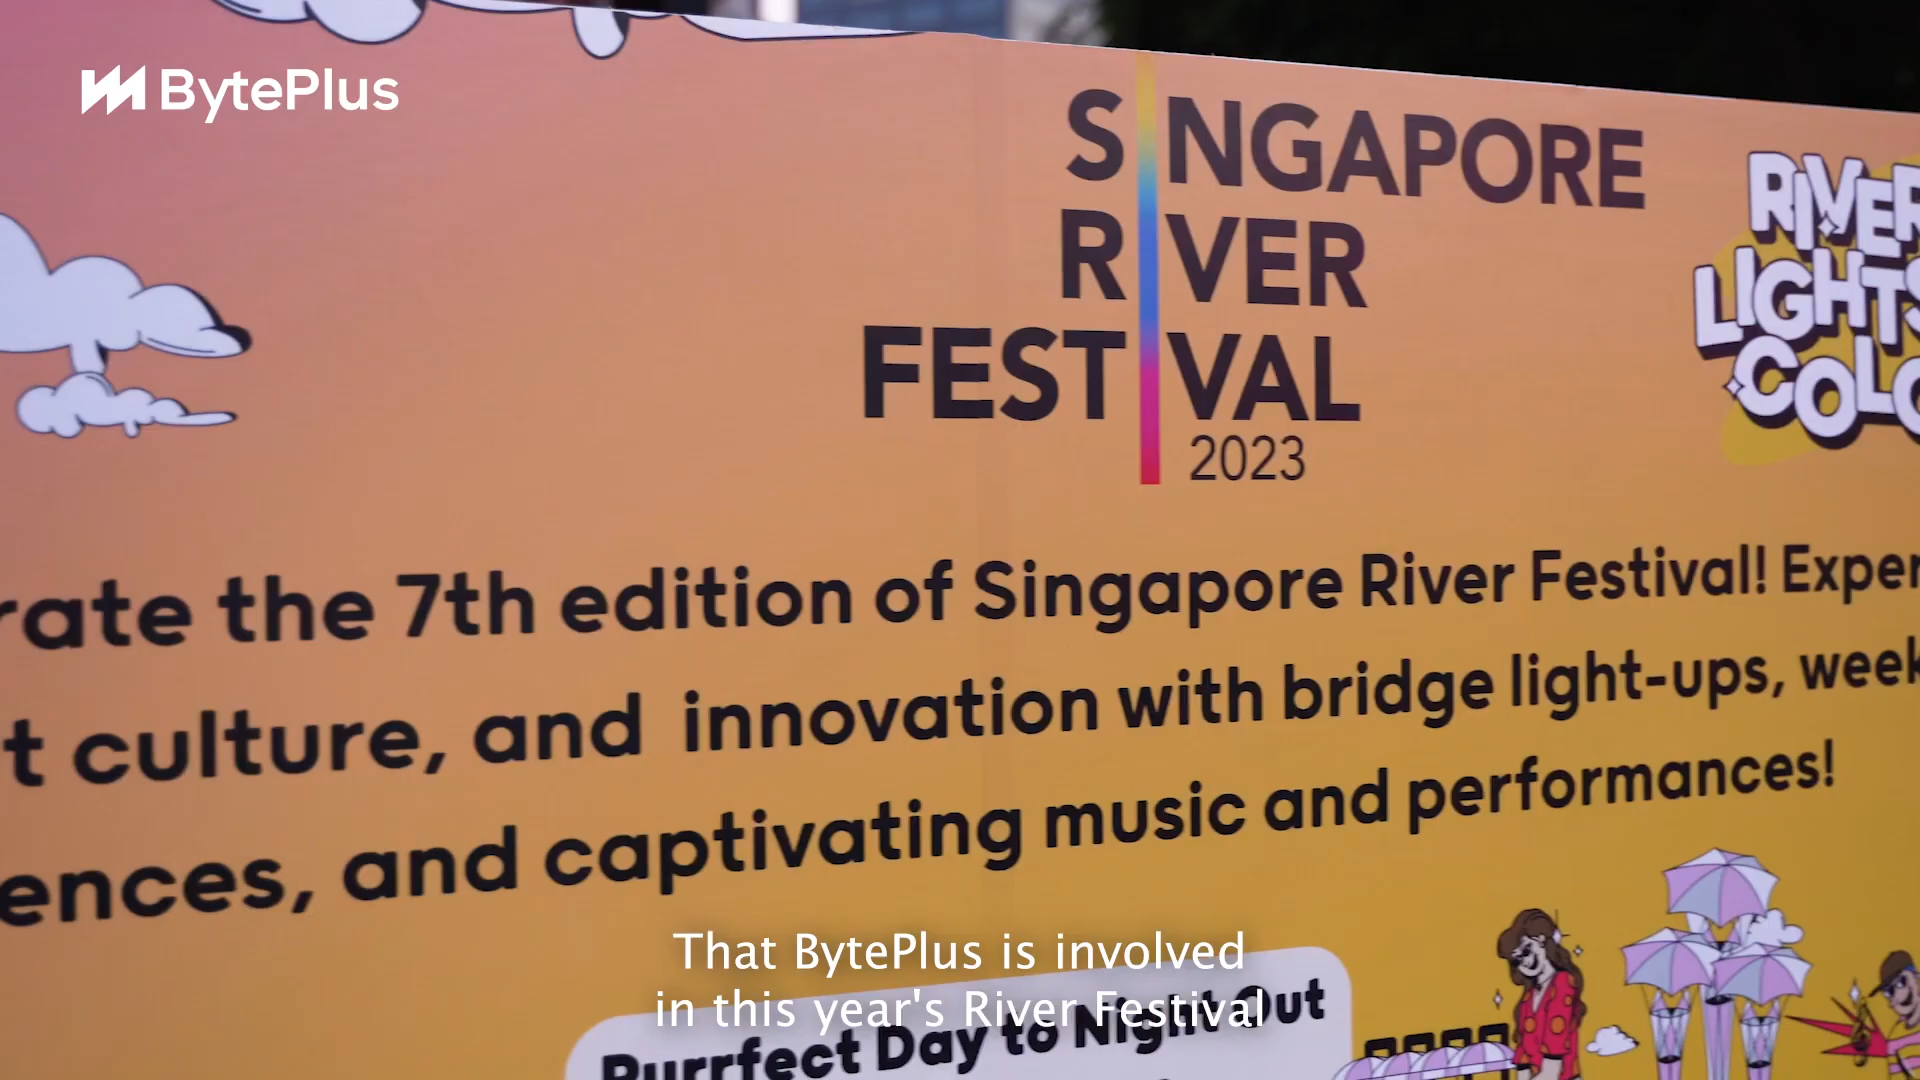 BytePlus
SINGAPORE
RIVER
FESTIVAL
2023
RIVER
LIGHTS
rate the 7th edition of Singapore River Festival! Exper
t culture, and innovation with bridge light-ups, week
ences, and captivating music and performances!
Purrfect Day to Night Out
That BytePlus is involved
in this year's River Festival